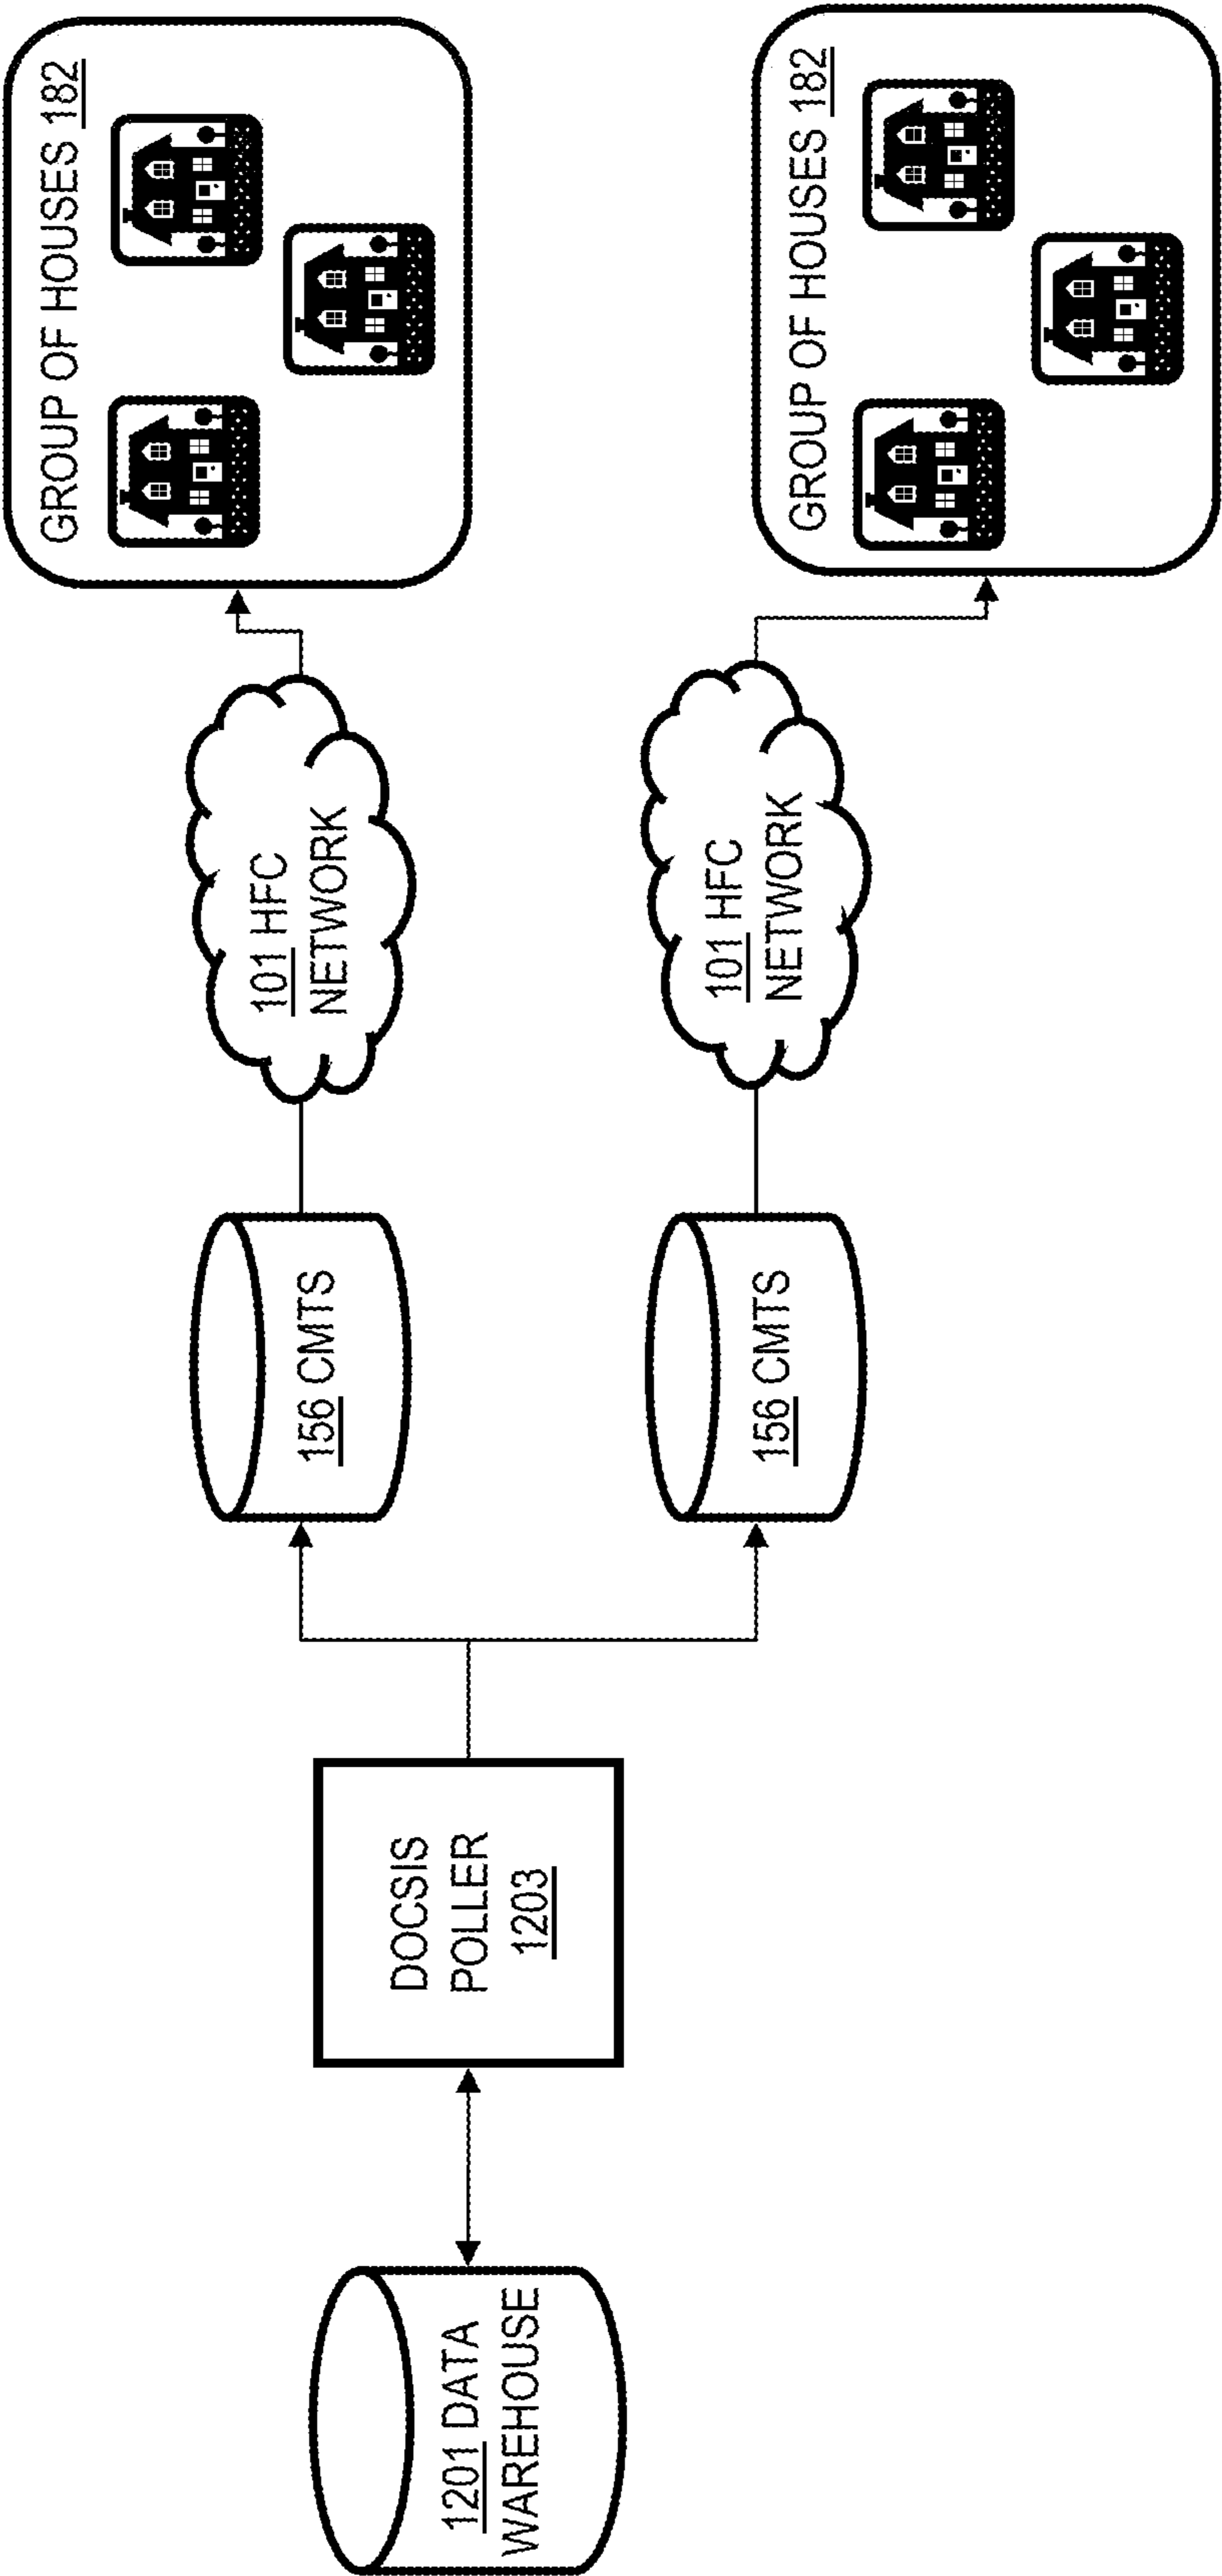 1201 DATA
WAREHOUSE
DOCSIS
POLLER
1203
156 CMTS
101 HFC
NETWORK
GROUP OF HOUSES 182
156 CMTS
101 HFC
NETWORK
GROUP OF HOUSES 182